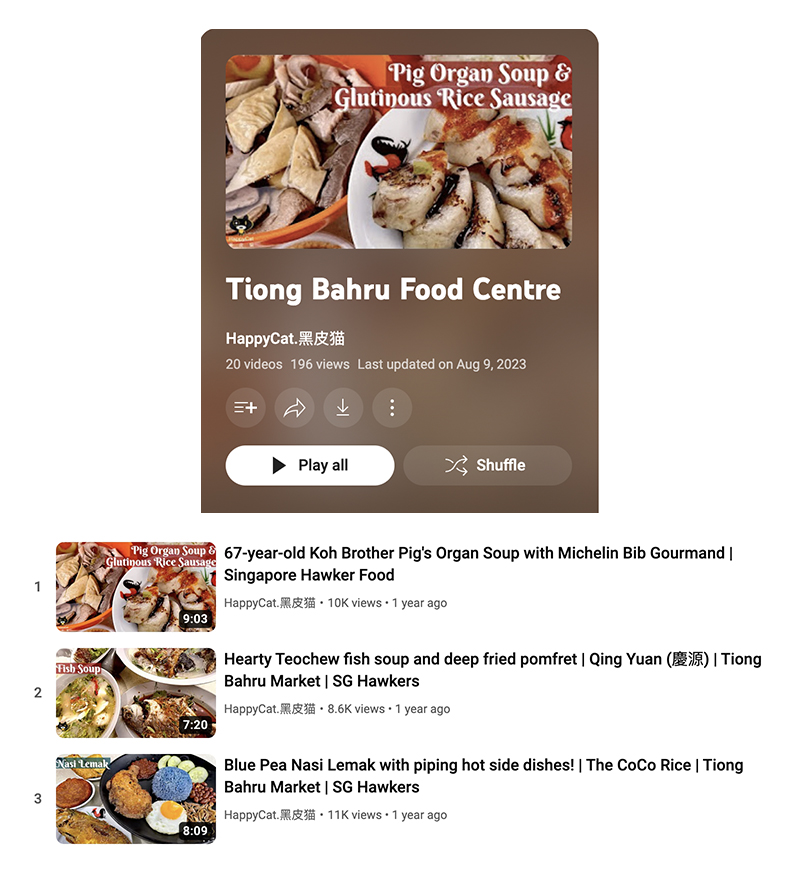 Pig Organ Soup &
Glutinous Rice Sausage
Tiong Bahru Food Centre
HappyCat.黑皮猫
20 videos 196 views Last updated on Aug 9, 2023
Play all
Shuffle
1
Pig Organ Soup &
Glutinous Rice Sausage
9:03
67-year-old Koh Brother Pig's Organ Soup with Michelin Bib Gourmand |
Singapore Hawker Food
HappyCat.黑皮猫 • 10K views • 1 year ago
2
Fish Soup
7:20
Hearty Teochew fish soup and deep fried pomfret | Qing Yuan (慶源) | Tiong
Bahru Market | SG Hawkers
HappyCat.黑皮猫 • 8.6K views • 1 year ago
3
Nasi Lemak
8:09
Blue Pea Nasi Lemak with piping hot side dishes! | The CoCo Rice | Tiong
Bahru Market | SG Hawkers
HappyCat.黑皮猫 • 11K views • 1 year ago